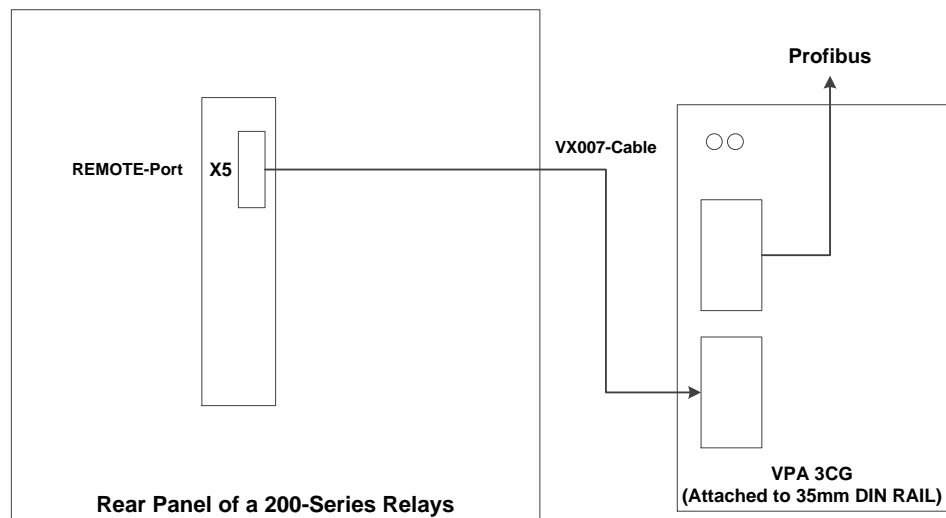 Profibus
VX007-Cable
REMOTE-Port
X5
VPA 3CG
(Attached to 35mm DIN RAIL)
Rear Panel of a 200-Series Relays